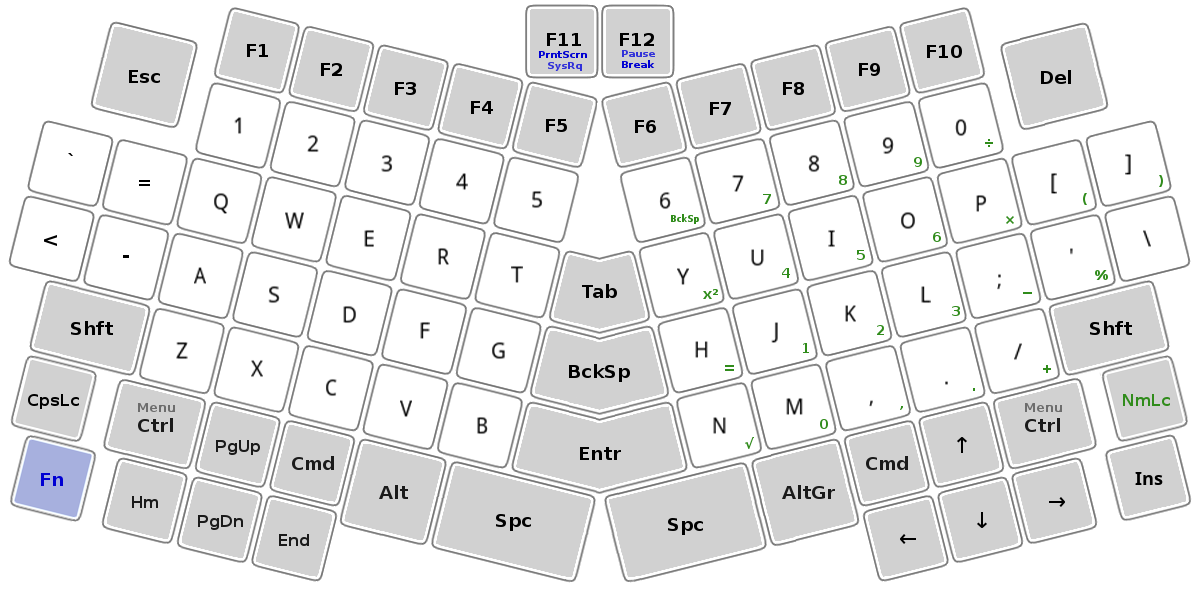 F11
PrntScrn
SysRq
F12
Pause
Break
Esc
F1
F2
F3
F4
F5
F6
F7
F8
F9
F10
Del
`
=
1
2
3
4
5
6
BckSp
7
7
8
8
9
9
0
÷
[
(
]
)
<
-
Q
W
E
R
T
Tab
Y
x²
U
4
I
5
O
6
P
×
'
%
\
Shft
A
S
D
F
G
BckSp
H
=
J
1
K
2
L
3
;
−
Shft
CpsLc
Z
X
C
V
B
Entr
N
√
M
0
,
,
.
.
/
+
NmLc
Fn
Menu
Ctrl
PgUp
Cmd
Alt
Spc
Spc
AltGr
Cmd
↑
Menu
Ctrl
Ins
Hm
PgDn
End
←
↓
→